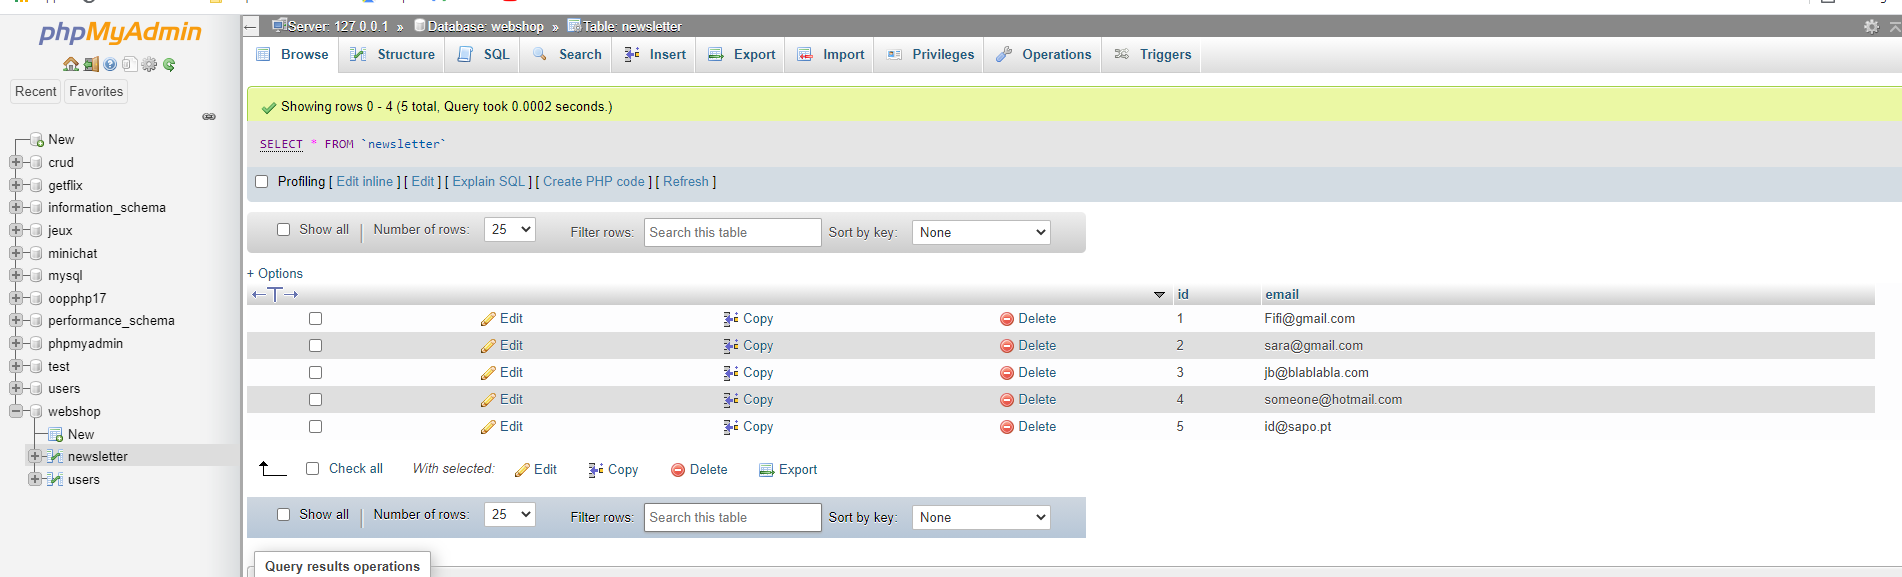 phpMyAdmin
Recent Favorites
New
crud
getflix
information_schema
jeux
minichat
mysql
oopphp17
performance_schema
phpmyadmin
test
users
webshop
New
newsletter
users
Server: 127.0.0.1 » Database: webshop » Table: newsletter
Browse Structure SQL Search Insert Export Import Privileges Operations Triggers
Showing rows 0 - 4 (5 total, Query took 0.0002 seconds.)
SELECT * FROM `newsletter`
Profiling [ Edit inline ] [ Edit ] [ Explain SQL ] [ Create PHP code ] [ Refresh ]
Show all | Number of rows: 25 Filter rows: Search this table Sort by key: None
+ Options
←T→ id email
Edit Copy Delete 1 Fifi@gmail.com
Edit Copy Delete 2 sara@gmail.com
Edit Copy Delete 3 jb@blablabla.com
Edit Copy Delete 4 someone@hotmail.com
Edit Copy Delete 5 id@sapo.pt
Check all With selected: Edit Copy Delete Export
Show all | Number of rows: 25 Filter rows: Search this table Sort by key: None
Query results operations